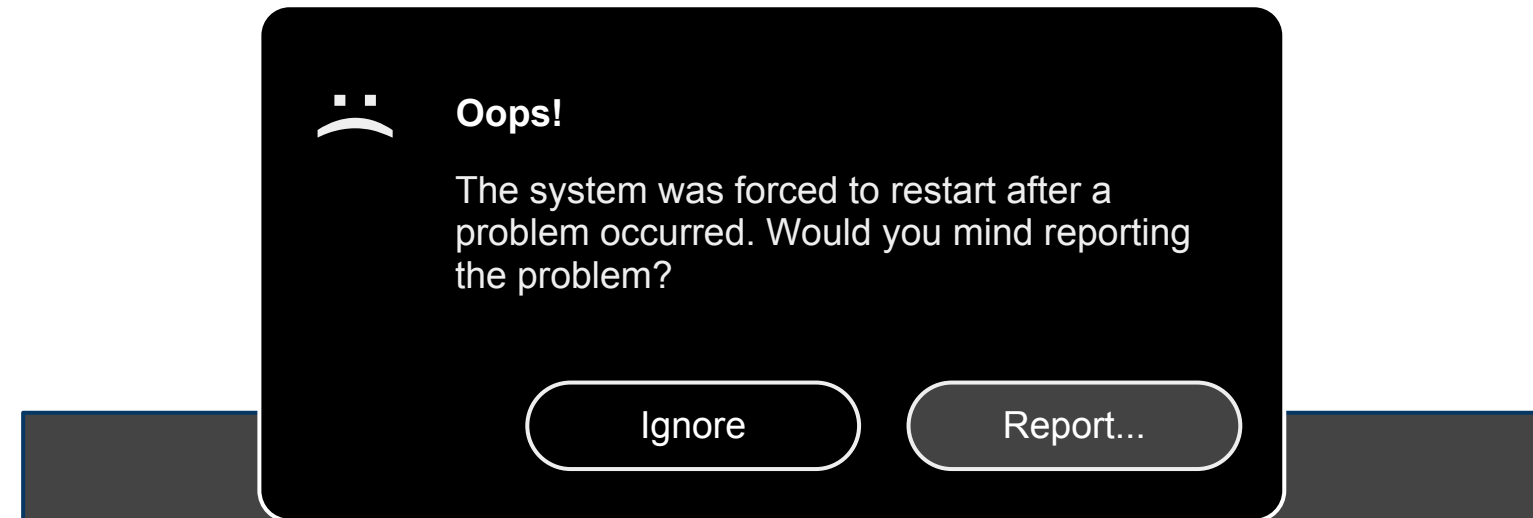 Oops!
The system was forced to restart after a
problem occurred. Would you mind reporting
the problem?
Ignore
Report...